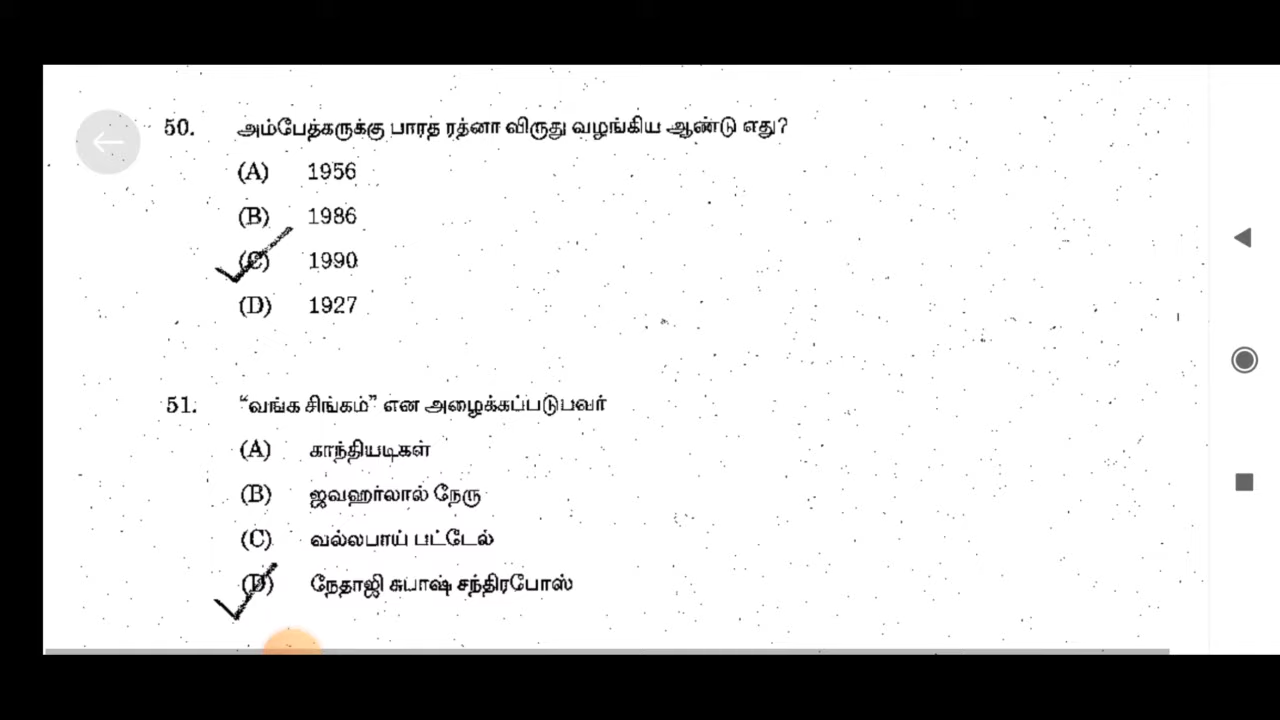 50. அம்பேத்கருக்கு பாரத ரத்னா விருது வழங்கிய ஆண்டு எது?
(A) 1956
(B) 1986
(C) 1990
(D) 1927
51. “வங்க சிங்கம்” என அழைக்கப்படுபவர்
(A) காந்தியடிகள்
(B) ஜவஹர்லால் நேரு
(C) வல்லபாய் பட்டேல்
(D) நேதாஜி சுபாஷ் சந்திரபோஸ்